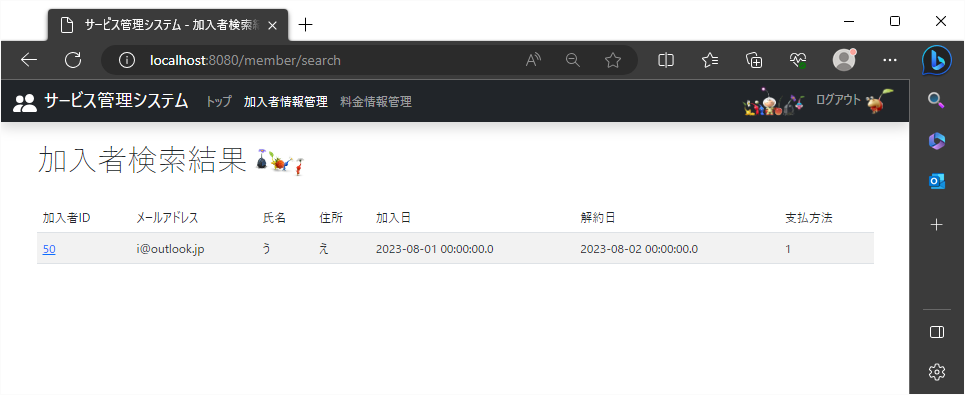 サービス管理システム - 加入者検索
localhost:8080/member/search
サービス管理システム トップ 加入者情報管理 料金情報管理 ログアウト
加入者検索結果
加入者ID メールアドレス 氏名 住所 加入日 解約日 支払方法
50 i@outlook.jp う え 2023-08-01 00:00:00.0 2023-08-02 00:00:00.0 1